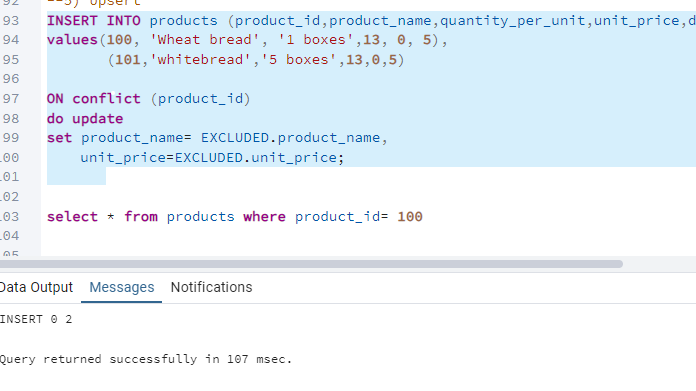 92 --5) Upsert
93 INSERT INTO products (product_id,product_name,quantity_per_unit,unit_price,d
94 values(100, 'Wheat bread', '1 boxes',13, 0, 5),
95 (101,'whitebread','5 boxes',13,0,5)
96
97 ON conflict (product_id)
98 do update
99 set product_name= EXCLUDED.product_name,
00 unit_price=EXCLUDED.unit_price;
01
02
03 select * from products where product_id= 100
04
05
Data Output Messages Notifications
INSERT 0 2
Query returned successfully in 107 msec.